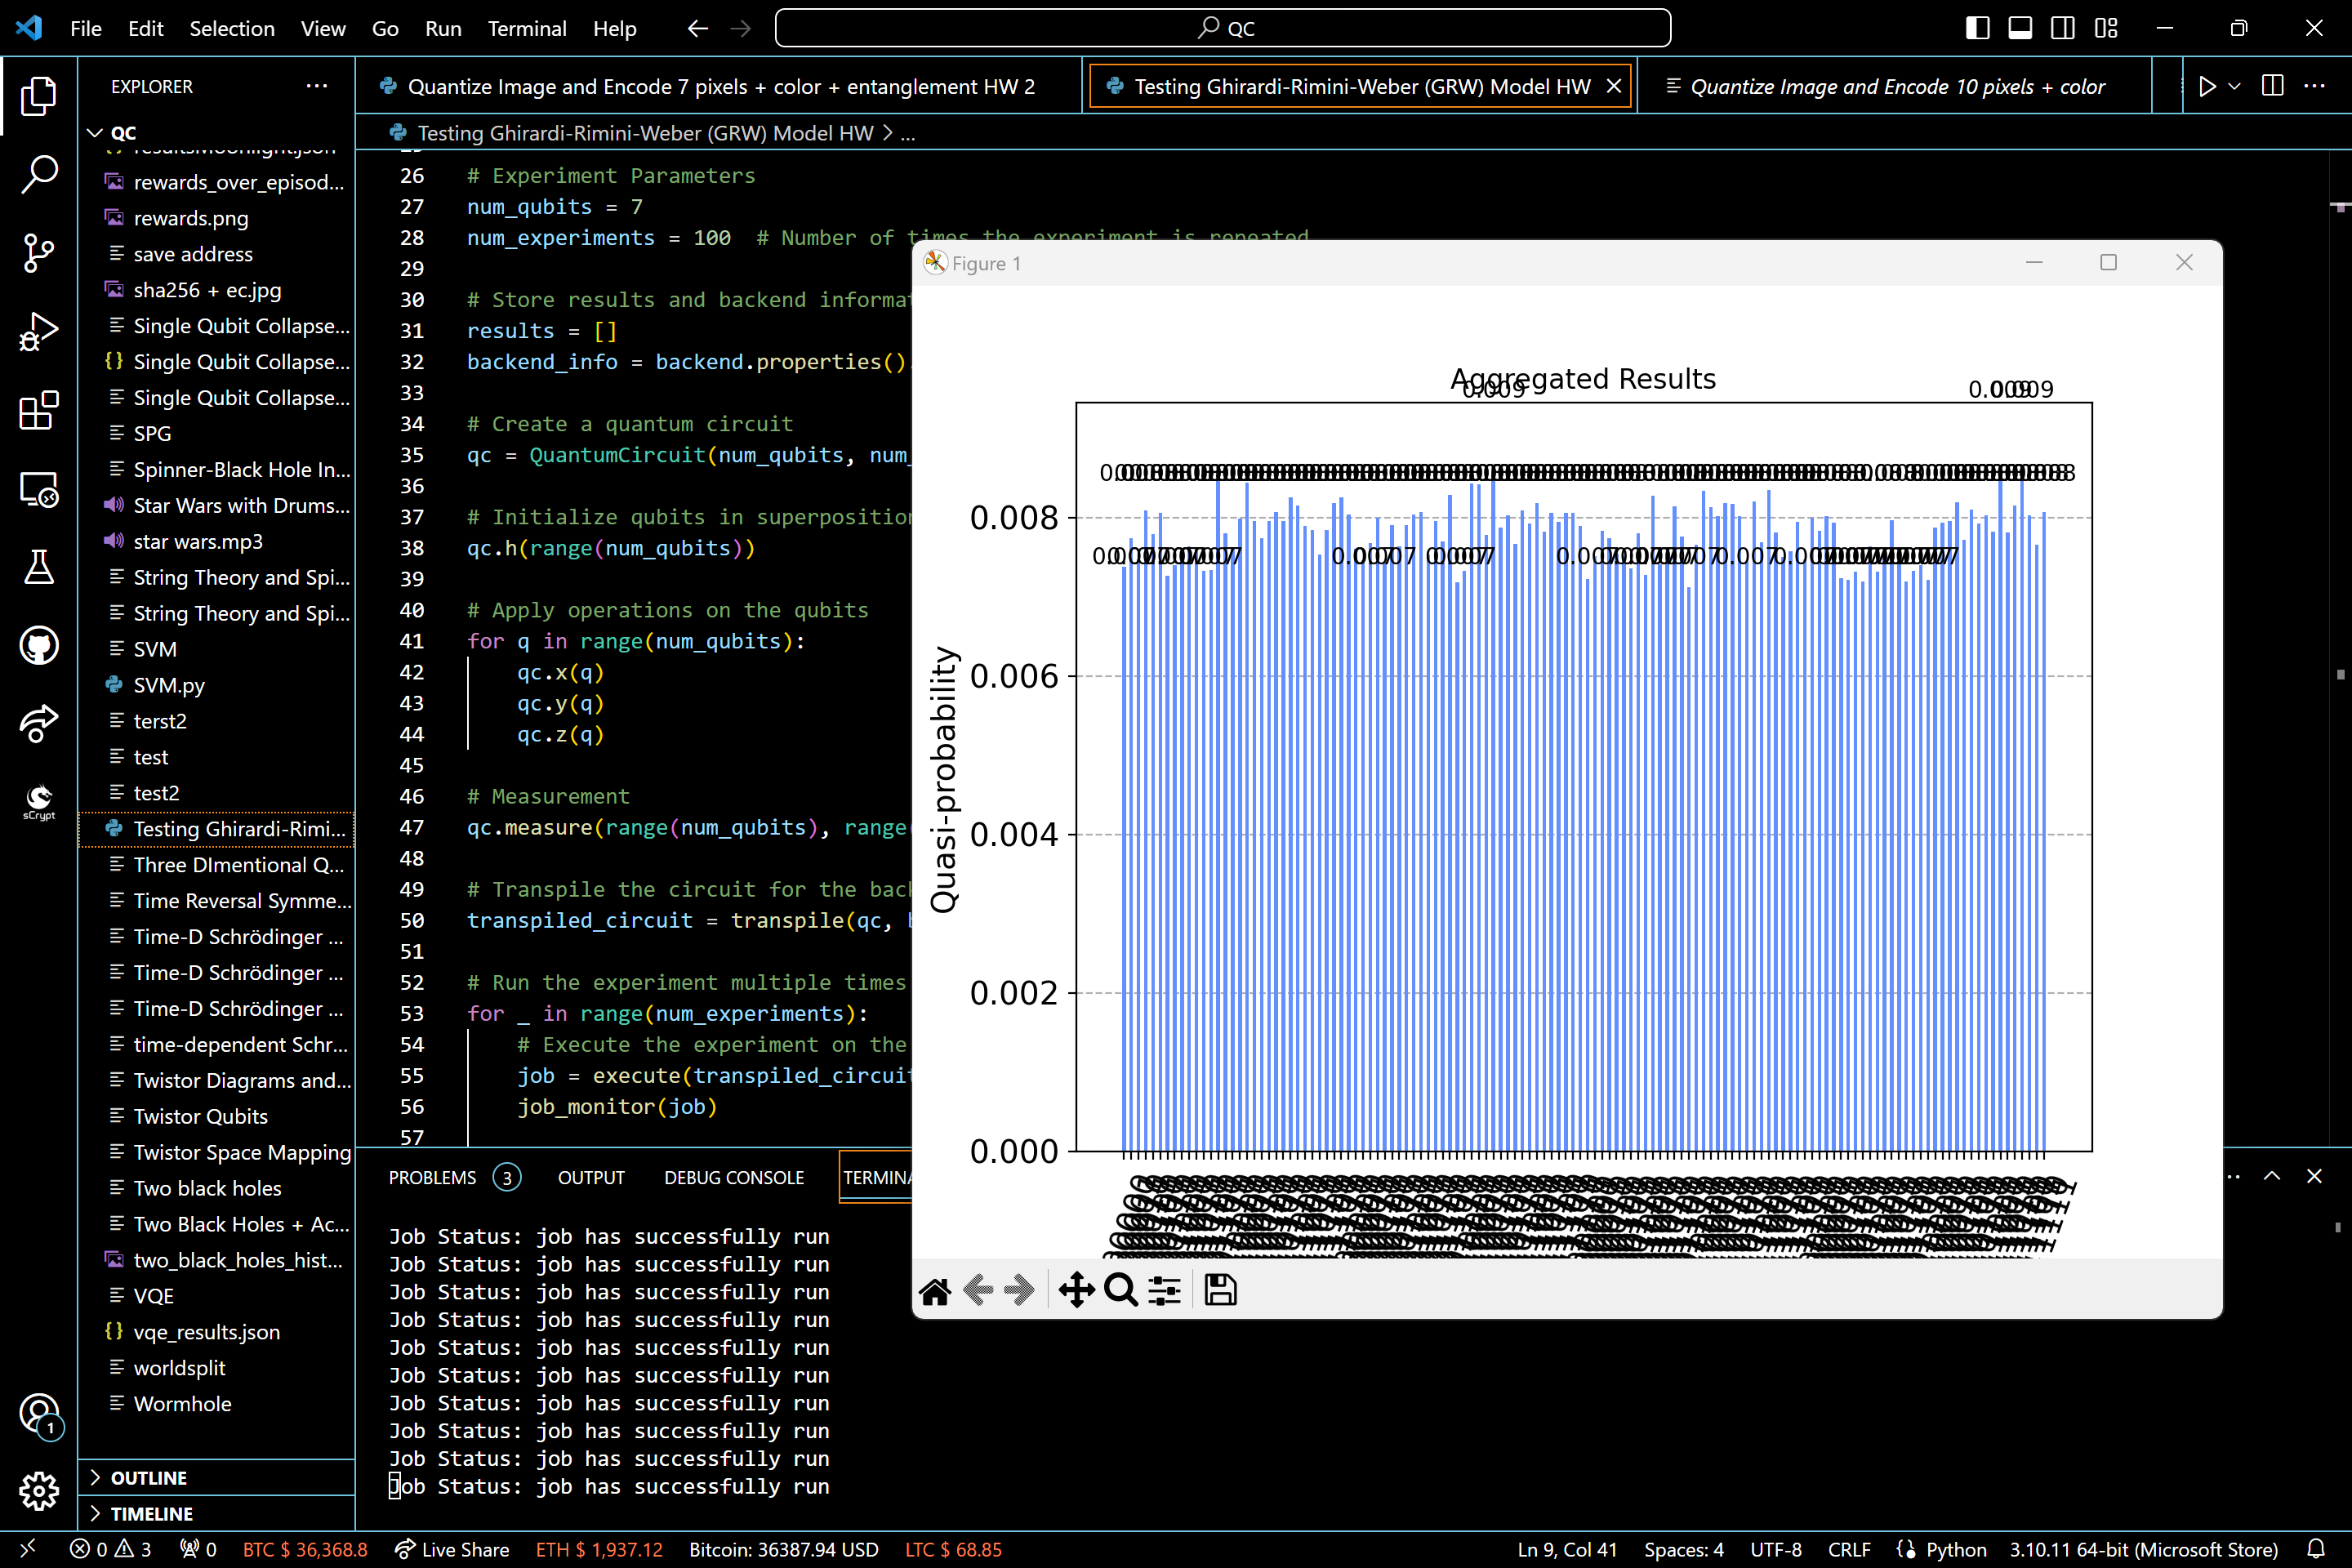 File Edit Selection View Go Run Terminal Help
QC
EXPLORER
QC
resultsMoonlight.json
rewards_over_episod...
rewards.png
save address
sha256 + ec.jpg
Single Qubit Collapse...
Single Qubit Collapse...
Single Qubit Collapse...
SPG
Spinner-Black Hole In...
Star Wars with Drums...
star wars.mp3
String Theory and Spi...
String Theory and Spi...
SVM
SVM.py
terst2
test
test2
Testing Ghirardi-Rimi...
Three DImentional Q...
Time Reversal Symme...
Time-D Schrödinger ...
Time-D Schrödinger ...
Time-D Schrödinger ...
time-dependent Schr...
Twistor Diagrams and...
Twistor Qubits
Twistor Space Mapping
Two black holes
Two Black Holes + Ac...
two_black_holes_hist...
VQE
vqe_results.json
worldsplit
Wormhole
OUTLINE
TIMELINE
sCrypt
1
Quantize Image and Encode 7 pixels + color + entanglement HW 2
Testing Ghirardi-Rimini-Weber (GRW) Model HW
Quantize Image and Encode 10 pixels + color
Testing Ghirardi-Rimini-Weber (GRW) Model HW > ...
26 # Experiment Parameters
27 num_qubits = 7
28 num_experiments = 100 # Number of times the experiment is repeated
29
30 # Store results and backend informat
31 results = []
32 backend_info = backend.properties()
33
34 # Create a quantum circuit
35 qc = QuantumCircuit(num_qubits, num_
36
37 # Initialize qubits in superposition
38 qc.h(range(num_qubits))
39
40 # Apply operations on the qubits
41 for q in range(num_qubits):
42 qc.x(q)
43 qc.y(q)
44 qc.z(q)
45
46 # Measurement
47 qc.measure(range(num_qubits), range
48
49 # Transpile the circuit for the back
50 transpiled_circuit = transpile(qc,
51
52 # Run the experiment multiple times
53 for _ in range(num_experiments):
54 # Execute the experiment on the
55 job = execute(transpiled_circuit
56 job_monitor(job)
57
Figure 1
Aggregated Results
0.009
0.009
0.008
0.006
0.004
0.002
0.000
Quasi-probability
PROBLEMS 3 OUTPUT DEBUG CONSOLE TERMINA
Job Status: job has successfully run
Job Status: job has successfully run
Job Status: job has successfully run
Job Status: job has successfully run
Job Status: job has successfully run
Job Status: job has successfully run
Job Status: job has successfully run
Job Status: job has successfully run
Job Status: job has successfully run
Job Status: job has successfully run
0 3 0 BTC $ 36,368.8 Live Share ETH $ 1,937.12 Bitcoin: 36387.94 USD LTC $ 68.85 Ln 9, Col 41 Spaces: 4 UTF-8 CRLF Python 3.10.11 64-bit (Microsoft Store)